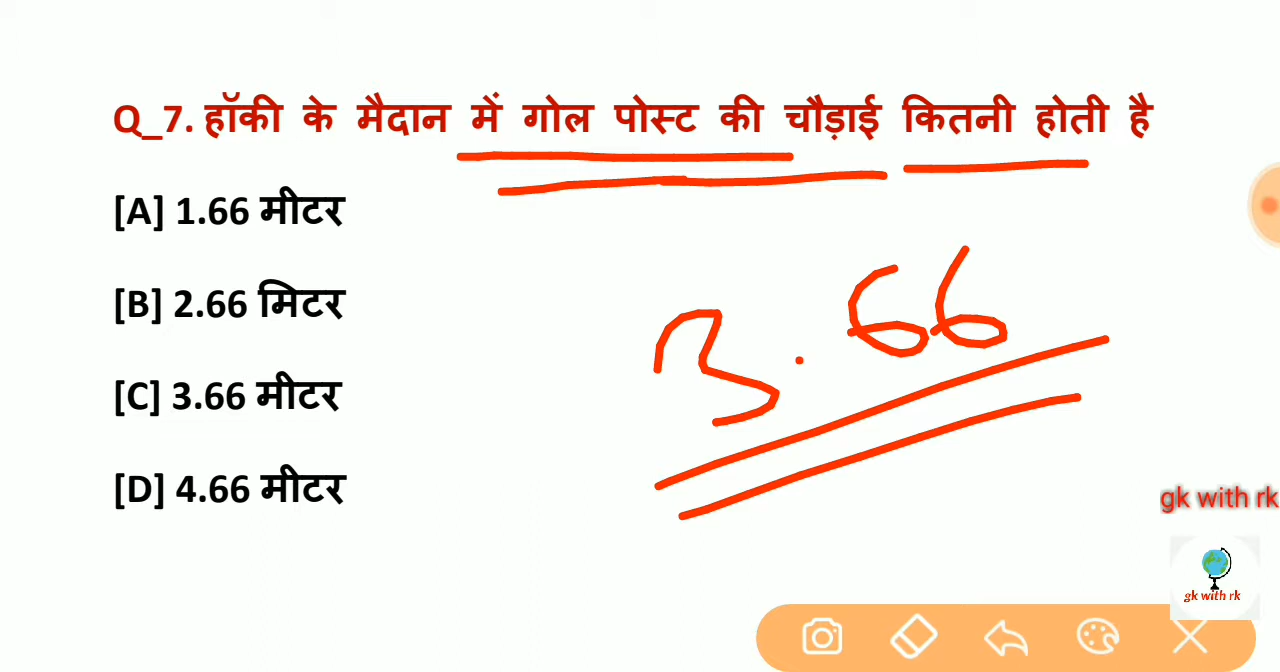 Q_7. हॉकी के मैदान में गोल पोस्ट की चौड़ाई कितनी होती है
[A] 1.66 मीटर
[B] 2.66 मिटर
[C] 3.66 मीटर
[D] 4.66 मीटर
3.66
gk with rk
gk with rk